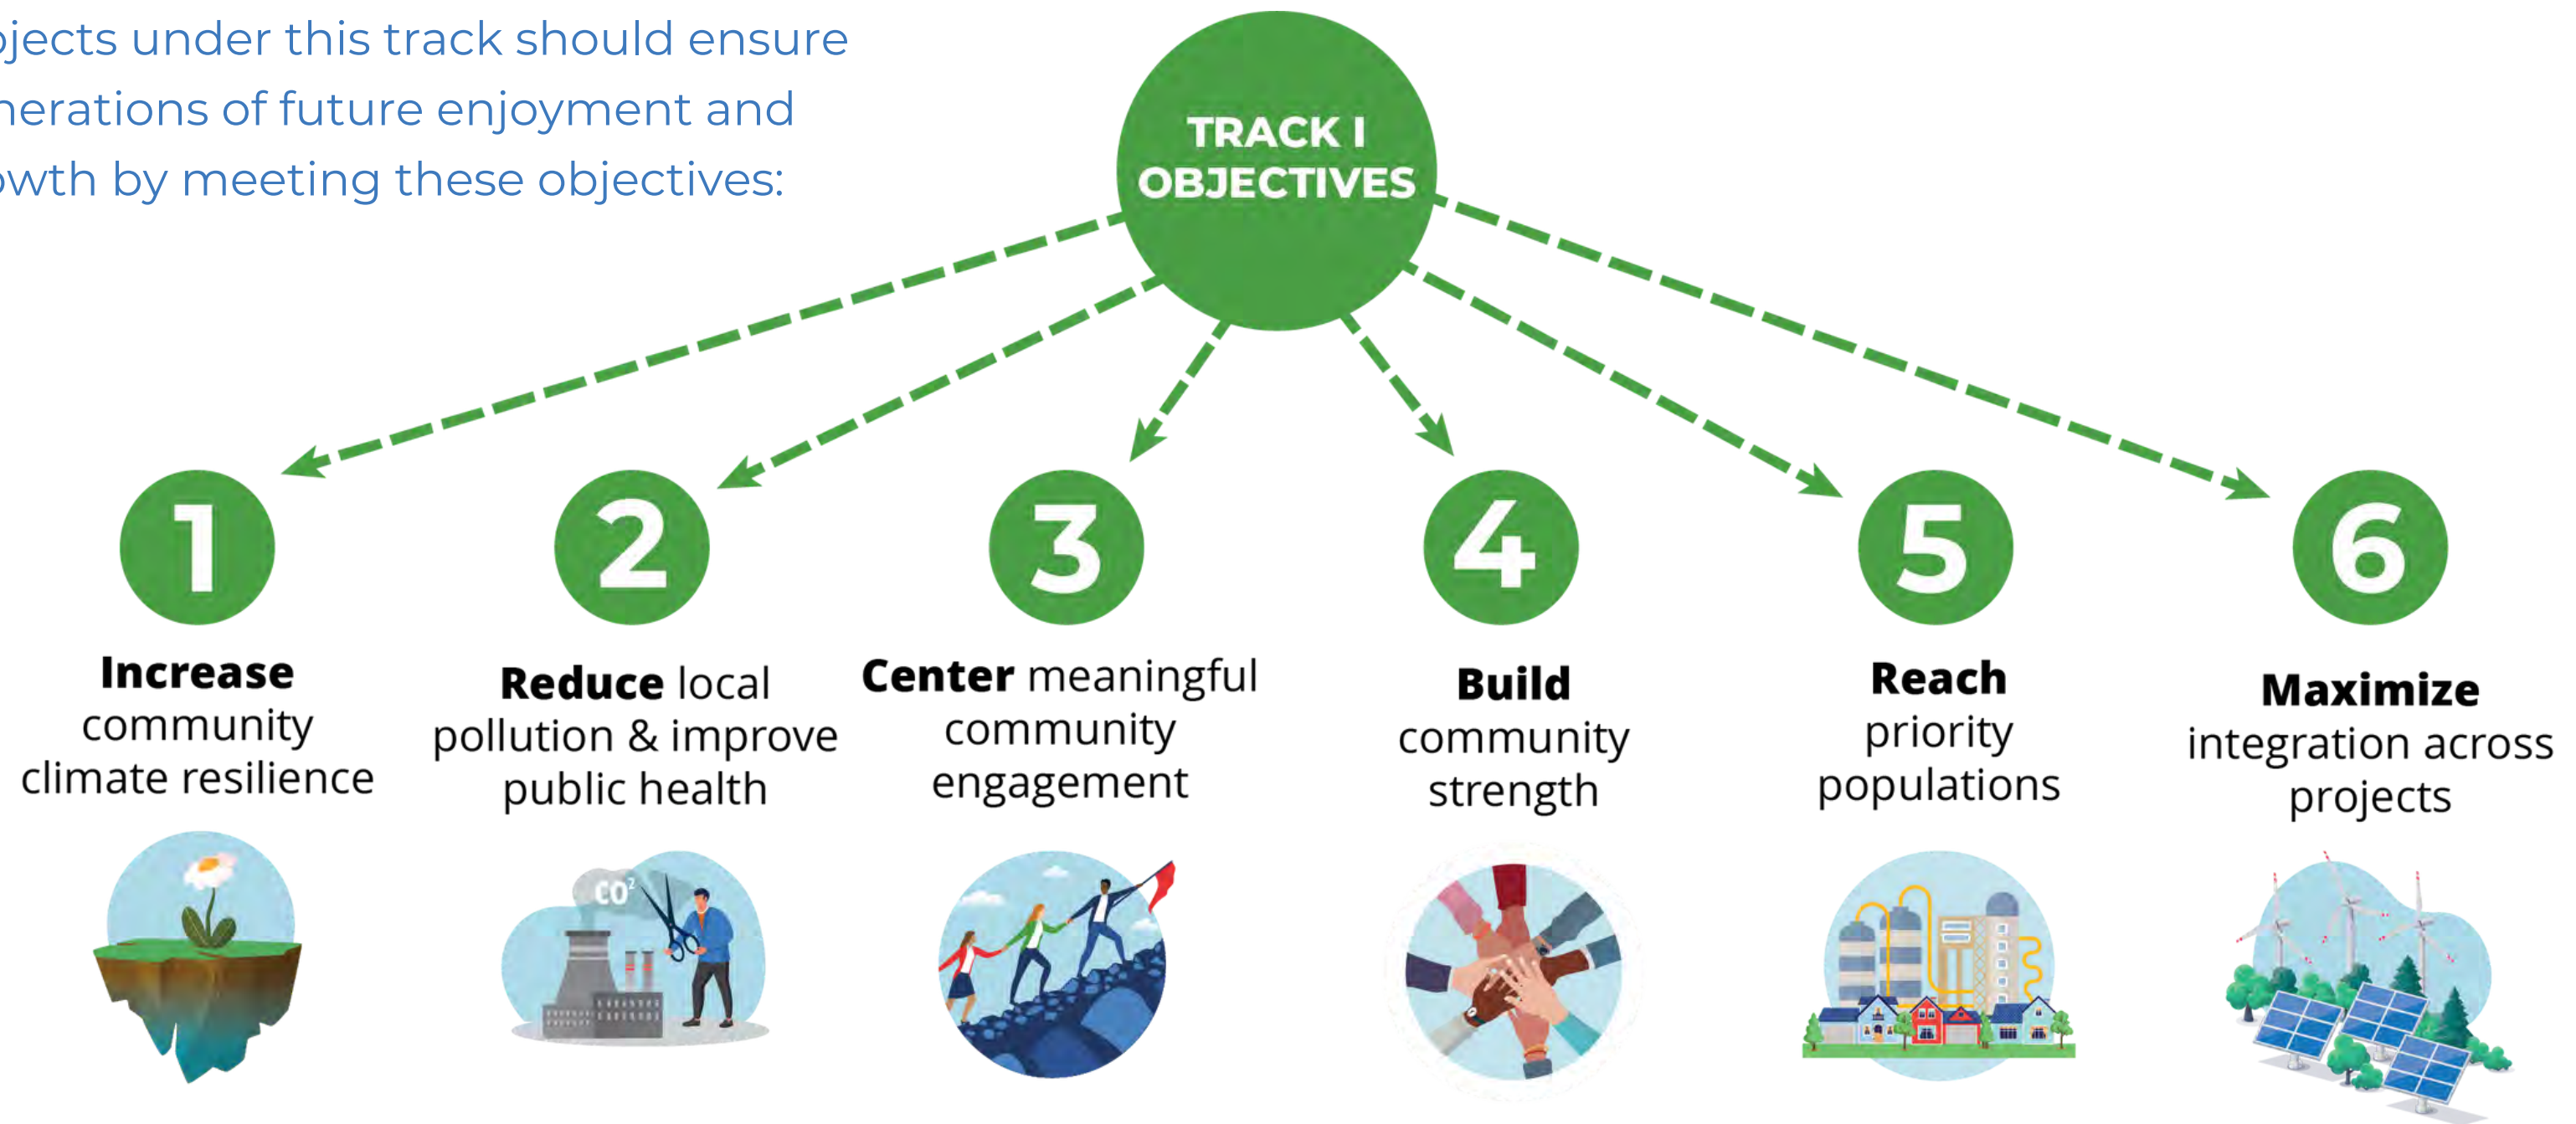 ojects under this track should ensure
nerations of future enjoyment and
owth by meeting these objectives:
TRACK I
OBJECTIVES
1
Increase
community
climate resilience
2
Reduce local
pollution & improve
public health
CO²
3
Center meaningful
community
engagement
4
Build
community
strength
5
Reach
priority
populations
6
Maximize
integration across
projects